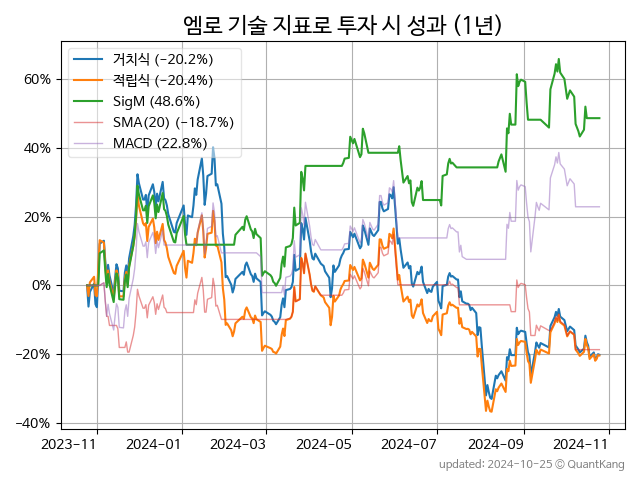 엠로 기술 지표로 투자 시 성과 (1년)
거치식 (−20.2%)
적립식 (−20.4%)
SigM (48.6%)
SMA(20) (−18.7%)
MACD (22.8%)
60%
40%
20%
0%
−20%
−40%
2023−11
2024−01
2024−03
2024−05
2024−07
2024−09
2024−11
updated: 2024-10-25 © QuantKang